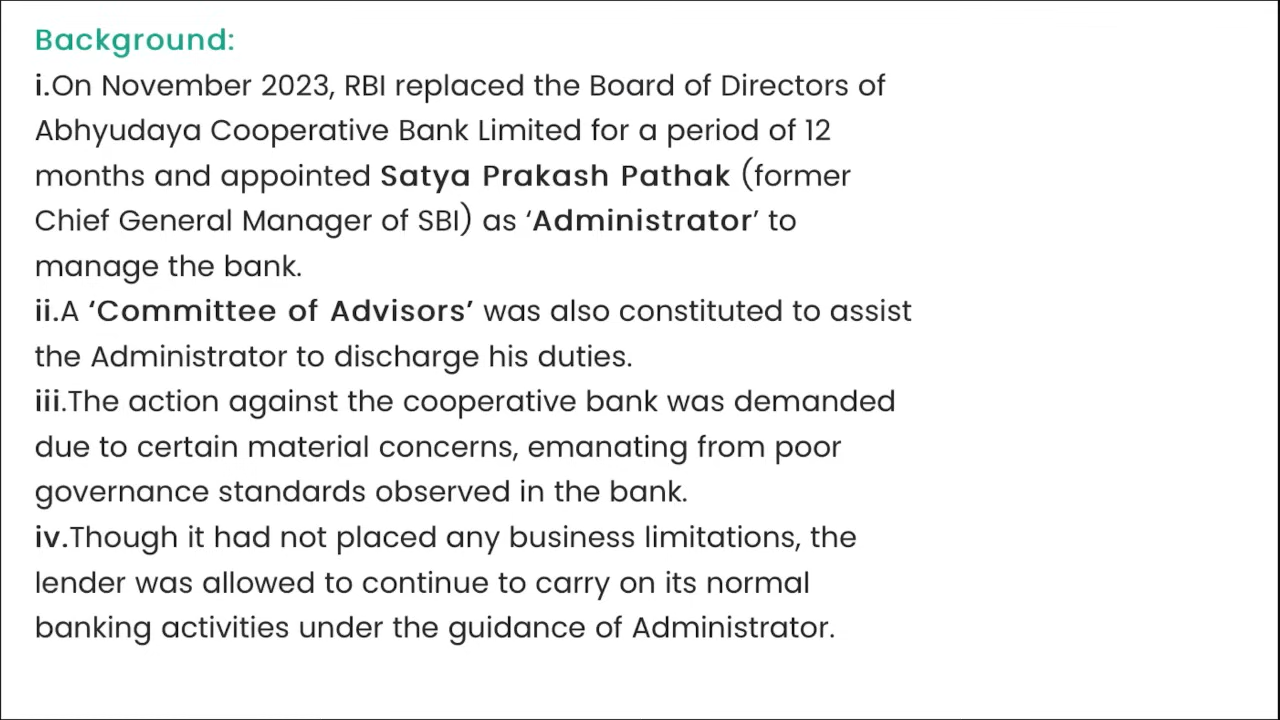 Background:
i.On November 2023, RBI replaced the Board of Directors of
Abhyudaya Cooperative Bank Limited for a period of 12
months and appointed Satya Prakash Pathak (former
Chief General Manager of SBI) as ‘Administrator’ to
manage the bank.
ii.A ‘Committee of Advisors’ was also constituted to assist
the Administrator to discharge his duties.
iii.The action against the cooperative bank was demanded
due to certain material concerns, emanating from poor
governance standards observed in the bank.
iv.Though it had not placed any business limitations, the
lender was allowed to continue to carry on its normal
banking activities under the guidance of Administrator.